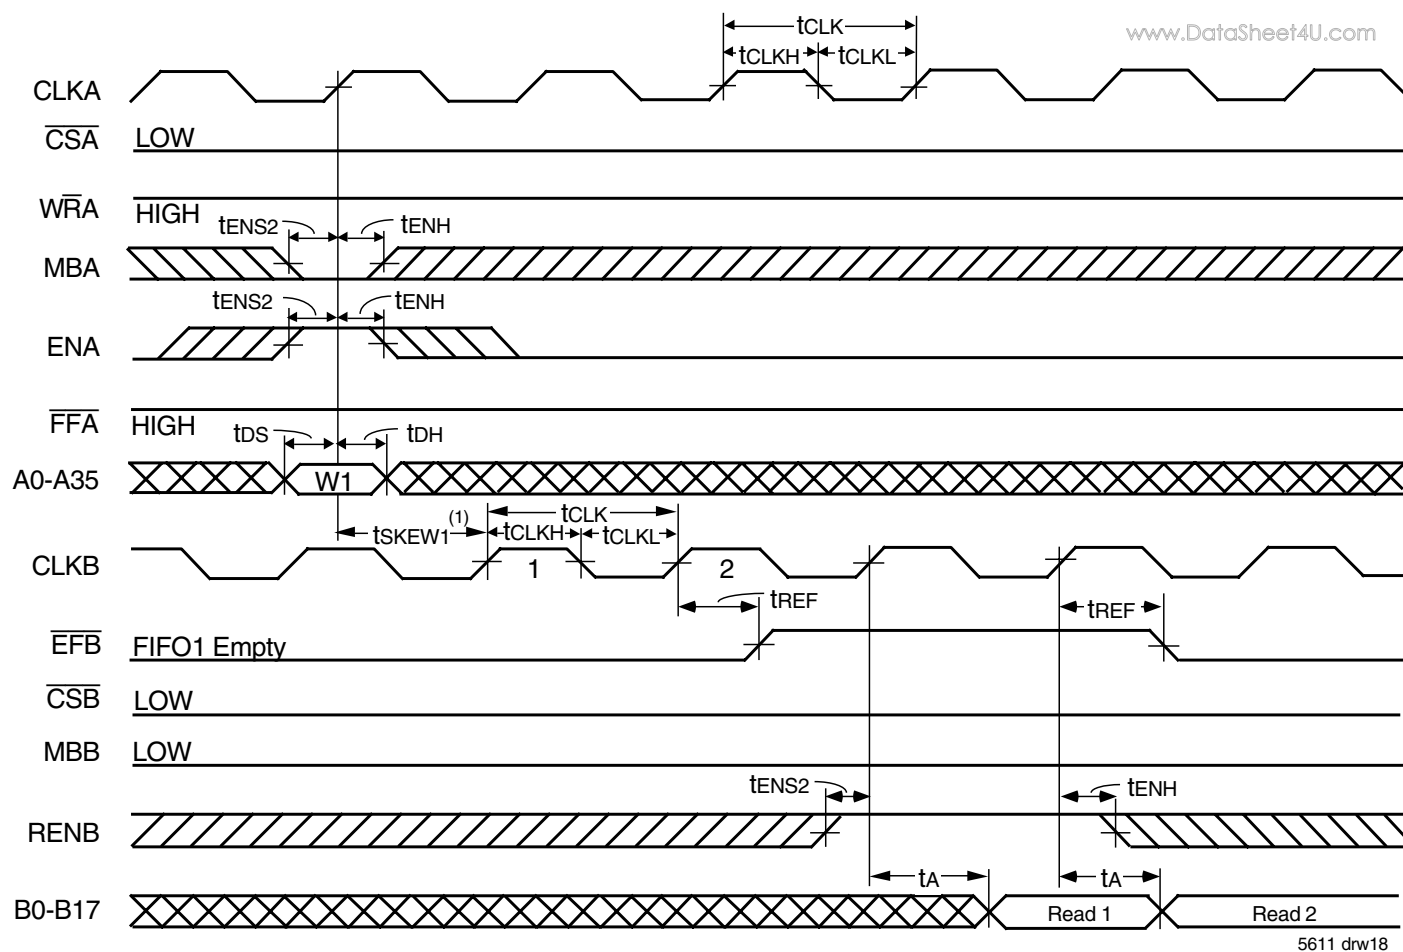 www.DataSheet4U.com
tCLK
tCLKH tCLKL
CLKA
CSA LOW
W/RA HIGH
tENS2 tENH
MBA
tENS2 tENH
ENA
FFA HIGH
tDS tDH
A0-A35 W1
tSKEW1(1) tCLK
tCLKH tCLKL
CLKB 1 2
tREF tREF
EFB FIFO1 Empty
CSB LOW
MBB LOW
tENS2 tENH
RENB
tA tA
B0-B17 Read 1 Read 2
5611 drw18